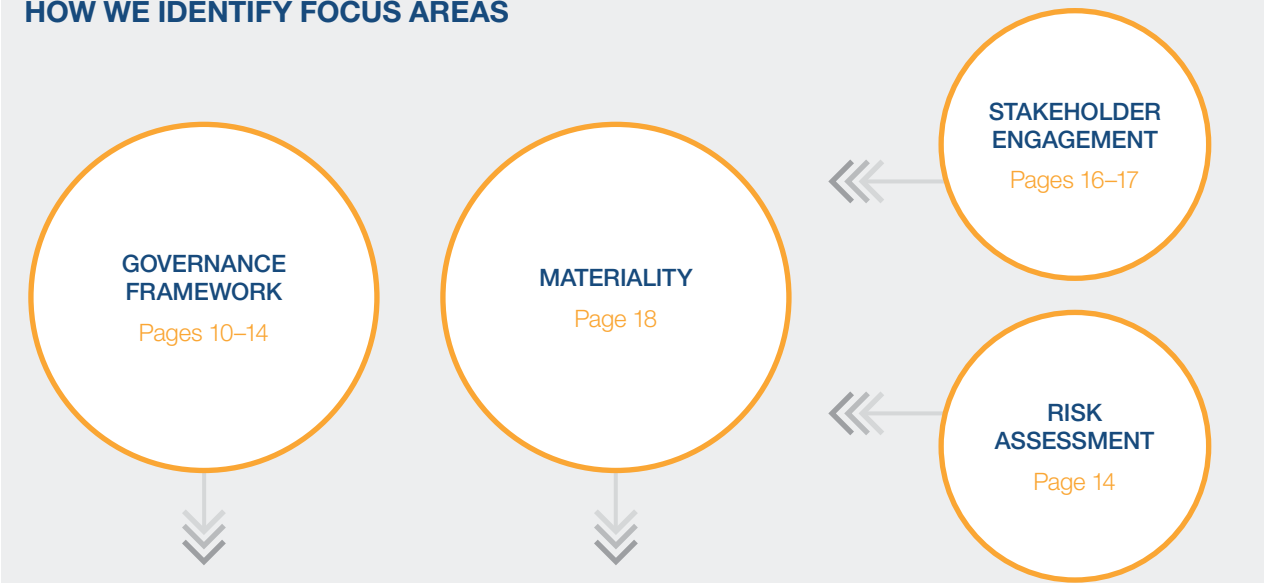 HOW WE IDENTIFY FOCUS AREAS
GOVERNANCE
FRAMEWORK
Pages 10–14
MATERIALITY
Page 18
STAKEHOLDER
ENGAGEMENT
Pages 16–17
RISK
ASSESSMENT
Page 14